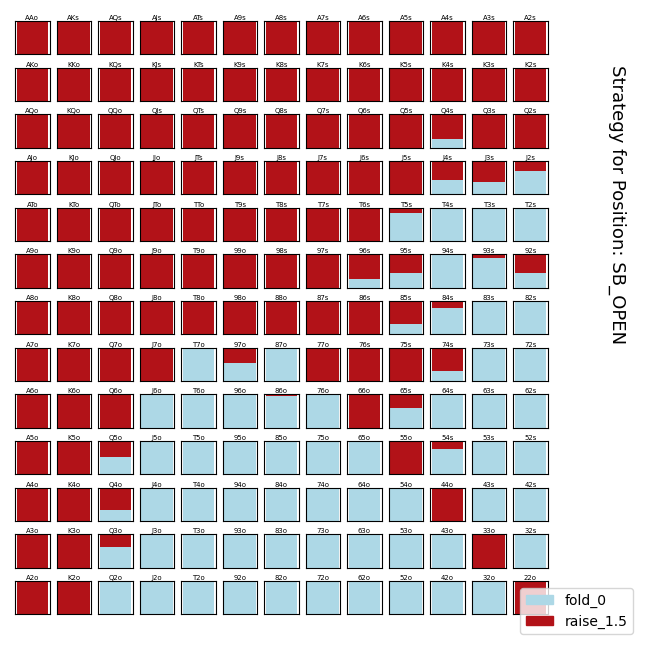 AAo AKs AQs AJs ATs A9s A8s A7s A6s A5s A4s A3s A2s
AKo KKo KQs KJs KTs K9s K8s K7s K6s K5s K4s K3s K2s
AQo KQo QQo QJs QTs Q9s Q8s Q7s Q6s Q5s Q4s Q3s Q2s
AJo KJo QJo JJo JTs J9s J8s J7s J6s J5s J4s J3s J2s
ATo KTo QTo JTo TTo T9s T8s T7s T6s T5s T4s T3s T2s
A9o K9o Q9o J9o T9o 99o 98s 97s 96s 95s 94s 93s 92s
A8o K8o Q8o J8o T8o 98o 88o 87s 86s 85s 84s 83s 82s
A7o K7o Q7o J7o T7o 97o 87o 77o 76s 75s 74s 73s 72s
A6o K6o Q6o J6o T6o 96o 86o 76o 66o 65s 64s 63s 62s
A5o K5o Q5o J5o T5o 95o 85o 75o 65o 55o 54s 53s 52s
A4o K4o Q4o J4o T4o 94o 84o 74o 64o 54o 44o 43s 42s
A3o K3o Q3o J3o T3o 93o 83o 73o 63o 53o 43o 33o 32s
A2o K2o Q2o J2o T2o 92o 82o 72o 62o 52o 42o 32o 22o
Strategy for Position: SB_OPEN
fold_0
raise_1.5